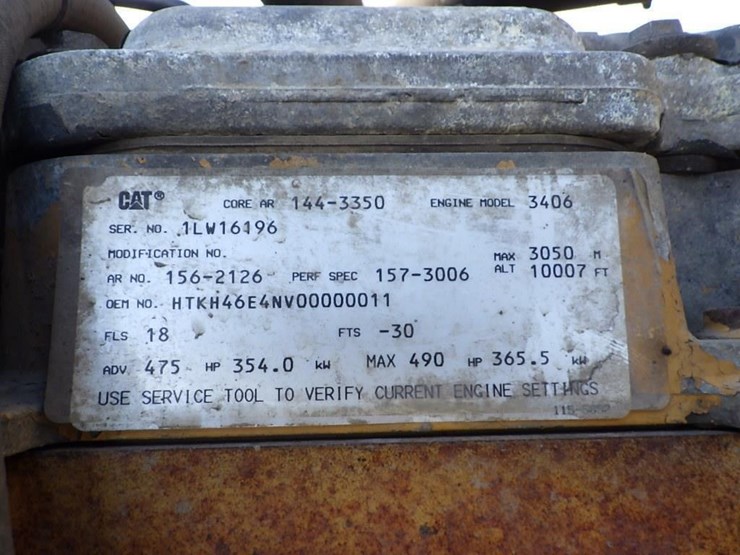 CAT® CORE AR 144-3350 ENGINE MODEL 3406
SER. NO. 1LW16196
MODIFICATION NO. MAX 3050 M
AR NO. 156-2126 PERF SPEC 157-3006 ALT 10007 FT
OEM NO. HTKH46E4NV00000011
FLS 18 FTS -30
ADV. 475 HP 354.0 kW MAX 490 HP 365.5 kW
USE SERVICE TOOL TO VERIFY CURRENT ENGINE SETTINGS